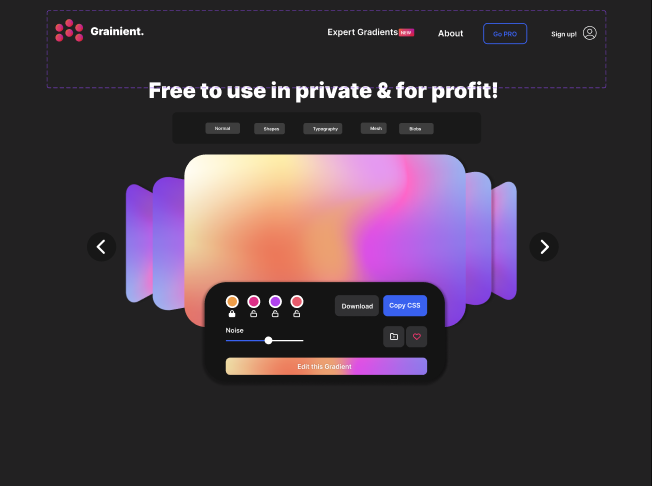 Grainient.
Expert Gradients NEW
About
Go PRO
Sign up!
Free to use in private & for profit!
Normal
Shapes
Typography
Mesh
Blobs
Download
Copy CSS
Noise
Edit this Gradient